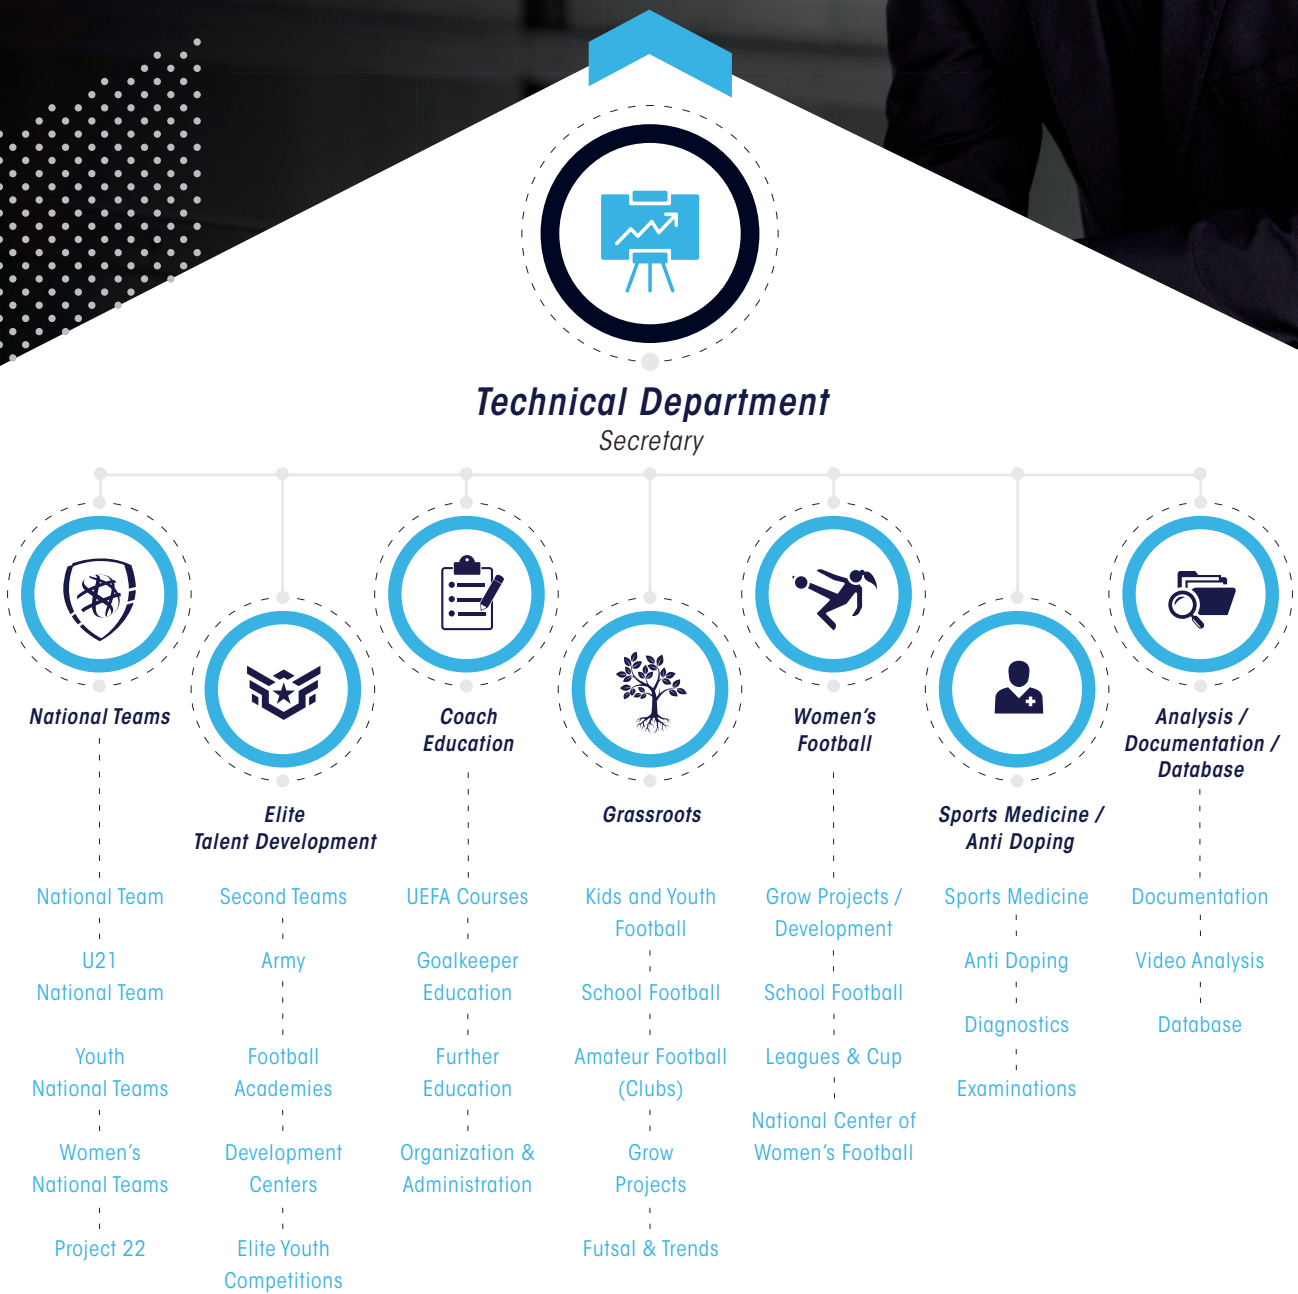 Technical Department
Secretary
National Teams
National Team
U21
National Team
Youth
National Teams
Women's
National Teams
Project 22
Elite
Talent Development
Second Teams
Army
Football
Academies
Development
Centers
Elite Youth
Competitions
Coach
Education
UEFA Courses
Goalkeeper
Education
Further
Education
Organization &
Administration
Grassroots
Kids and Youth
Football
School Football
Amateur Football
(Clubs)
Grow
Projects
Futsal & Trends
Women's
Football
Grow Projects /
Development
School Football
Leagues & Cup
National Center of
Women's Football
Sports Medicine /
Anti Doping
Sports Medicine
Anti Doping
Diagnostics
Examinations
Analysis /
Documentation /
Database
Documentation
Video Analysis
Database